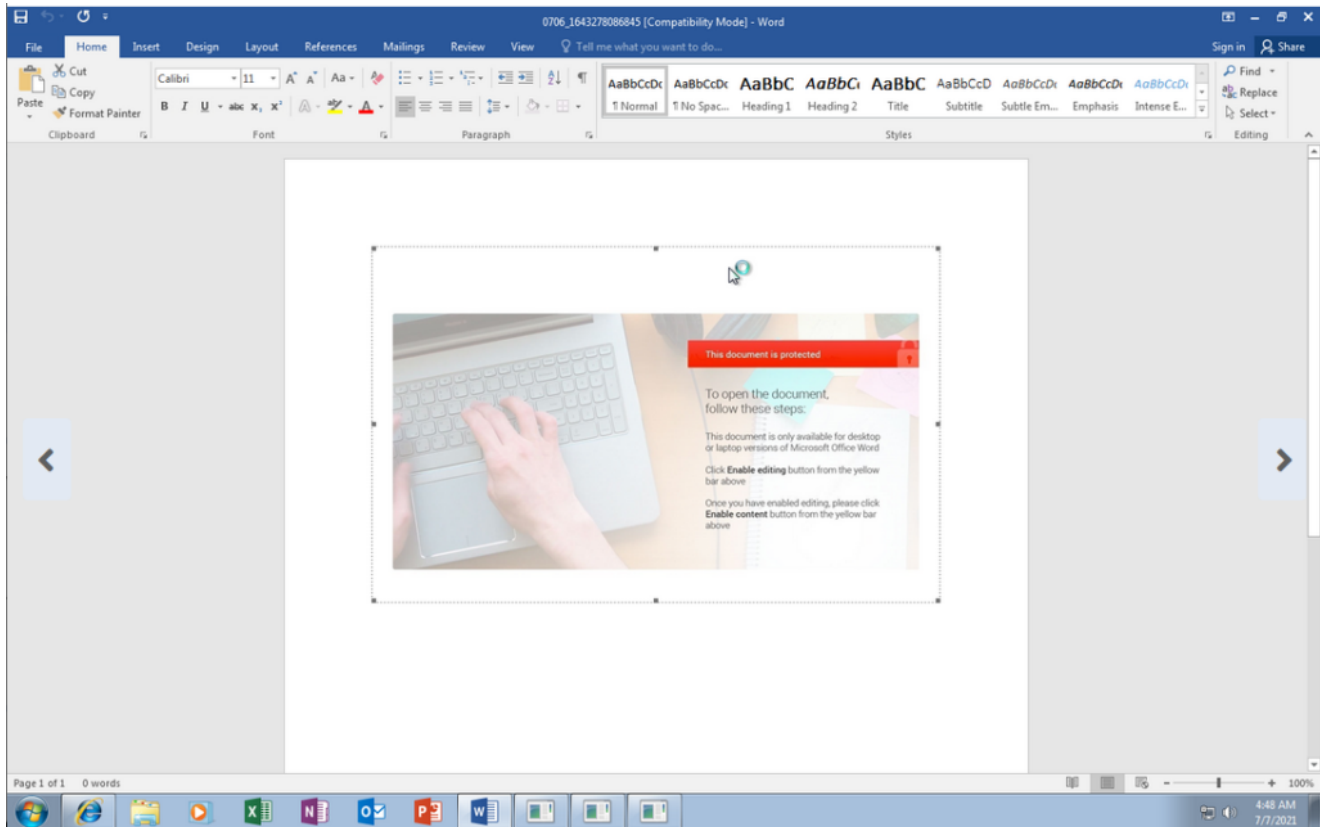 0706_1643278086845 [Compatibility Mode] - Word
File Home Insert Design Layout References Mailings Review View Tell me what you want to do... Sign in Share
Paste
Cut
Copy
Format Painter
Clipboard
Calibri 11
Aa
B I U abc x₂ x²
Font
Paragraph
AaBbCcDc AaBbCcDc AaBbC AaBbCc AaBbC AaBbCcD AaBbCcDc AaBbCcDc AaBbCcDc
¶ Normal ¶ No Spac... Heading 1 Heading 2 Title Subtitle Subtle Em... Emphasis Intense E...
Styles
Find
Replace
Select
Editing
This document is protected
To open the document,
follow these steps:
This document is only available for desktop
or laptop versions of Microsoft Office Word
Click Enable editing button from the yellow
bar above
Once you have enabled editing, please click
Enable content button from the yellow bar
above
Page 1 of 1 0 words
100%
4:48 AM
7/7/2021